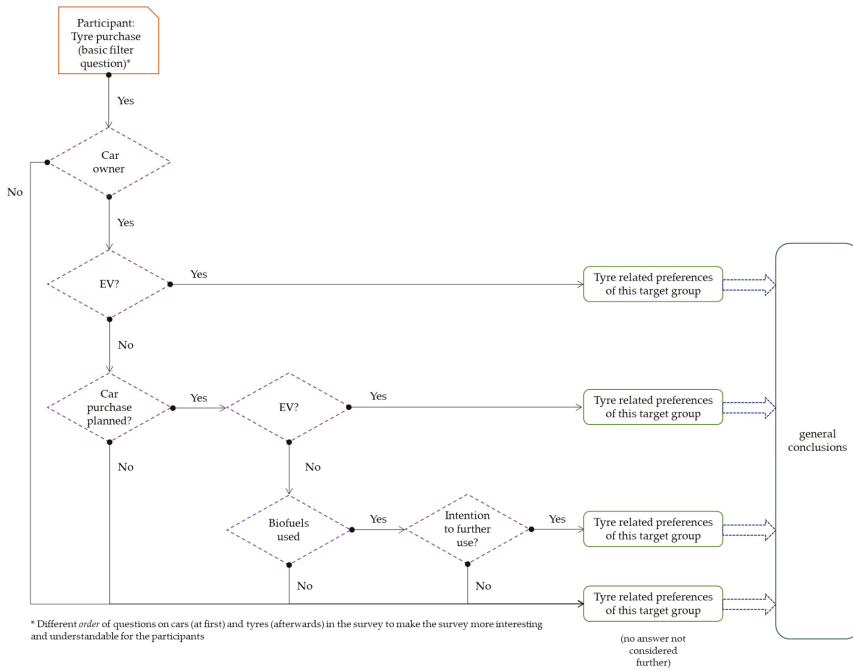 Participant:
Tyre purchase
(basic filter
question)*
Yes
Car
owner
No
Yes
EV?
Yes
Tyre related preferences
of this target group
No
Car
purchase
planned?
Yes
EV?
Yes
Tyre related preferences
of this target group
general
conclusions
No
No
Biofuels
used
Yes
Intention
to further
use?
Yes
Tyre related preferences
of this target group
No
No
Tyre related preferences
of this target group
* Different order of questions on cars (at first) and tyres (afterwards) in the survey to make the survey more interesting
and understandable for the participants
(no answer not
considered
further)